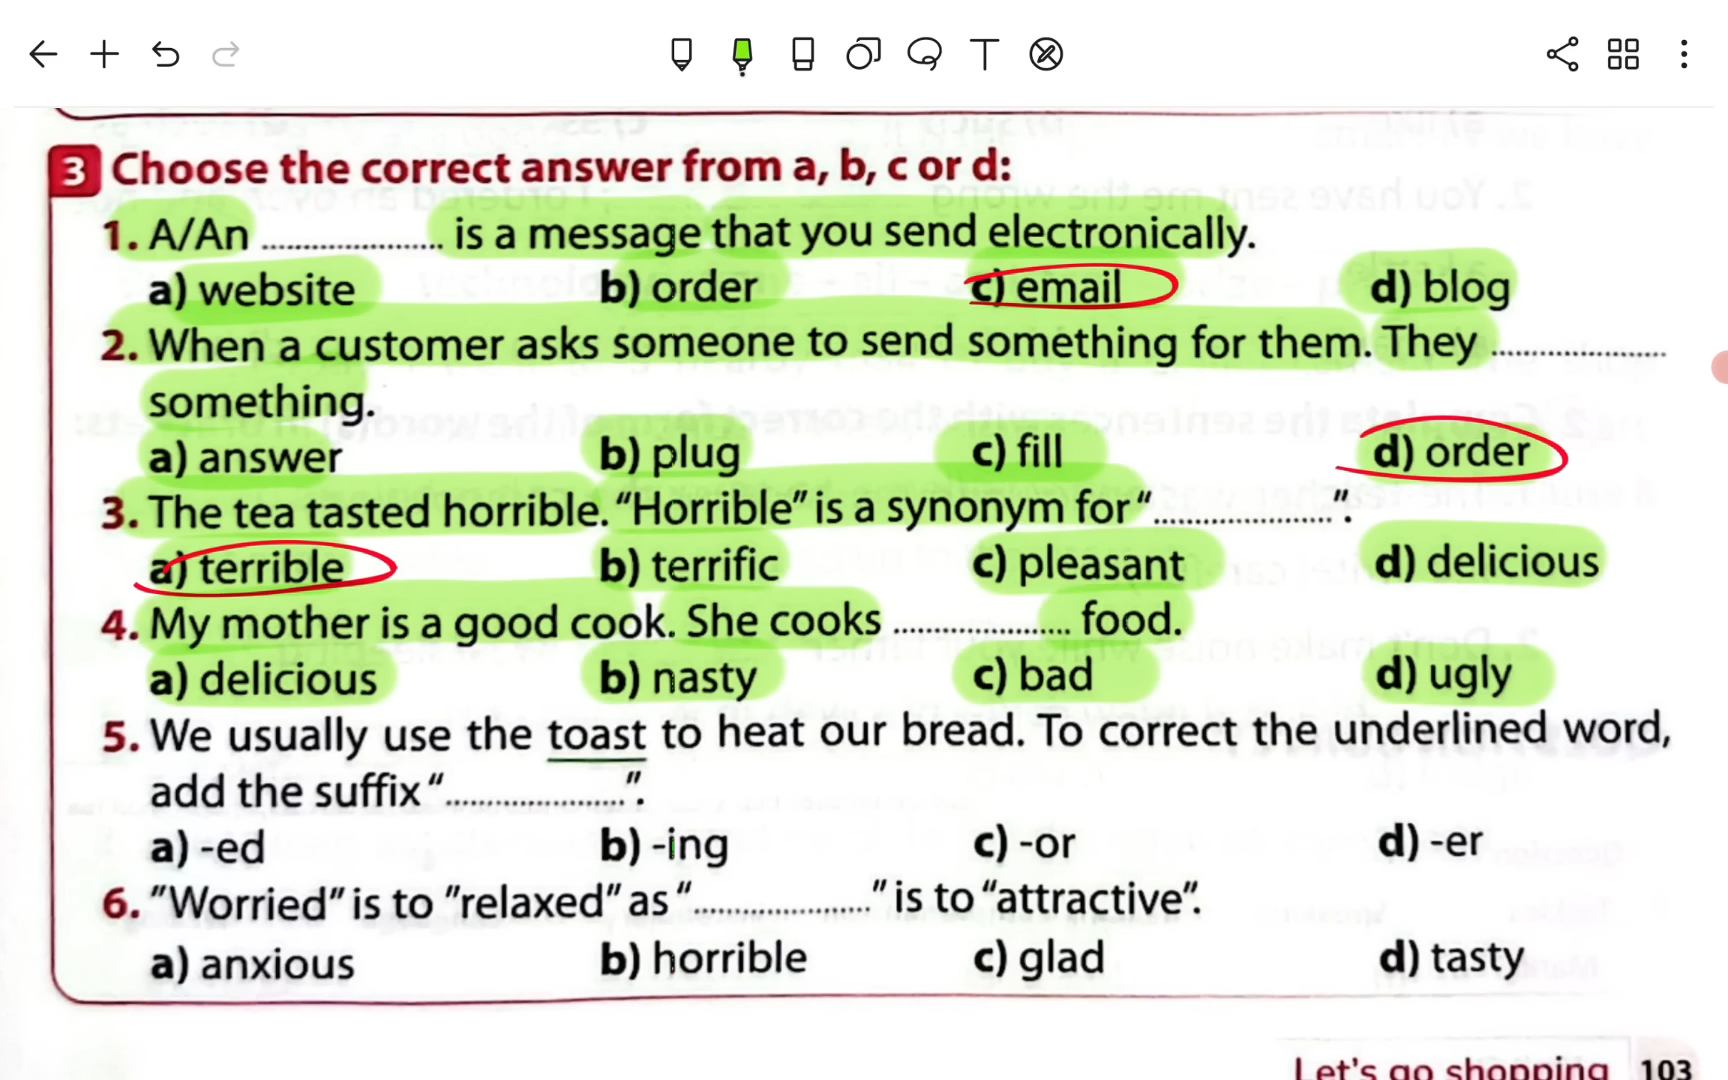 3 Choose the correct answer from a, b, c or d:
1. A/An .................... is a message that you send electronically.
a) website b) order c) email d) blog
2. When a customer asks someone to send something for them. They ....................
something.
a) answer b) plug c) fill d) order
3. The tea tasted horrible. “Horrible” is a synonym for “....................”.
a) terrible b) terrific c) pleasant d) delicious
4. My mother is a good cook. She cooks .................... food.
a) delicious b) nasty c) bad d) ugly
5. We usually use the toast to heat our bread. To correct the underlined word,
add the suffix “....................”.
a) -ed b) -ing c) -or d) -er
6. “Worried” is to “relaxed” as “....................” is to “attractive”.
a) anxious b) horrible c) glad d) tasty
Let's go shopping 103